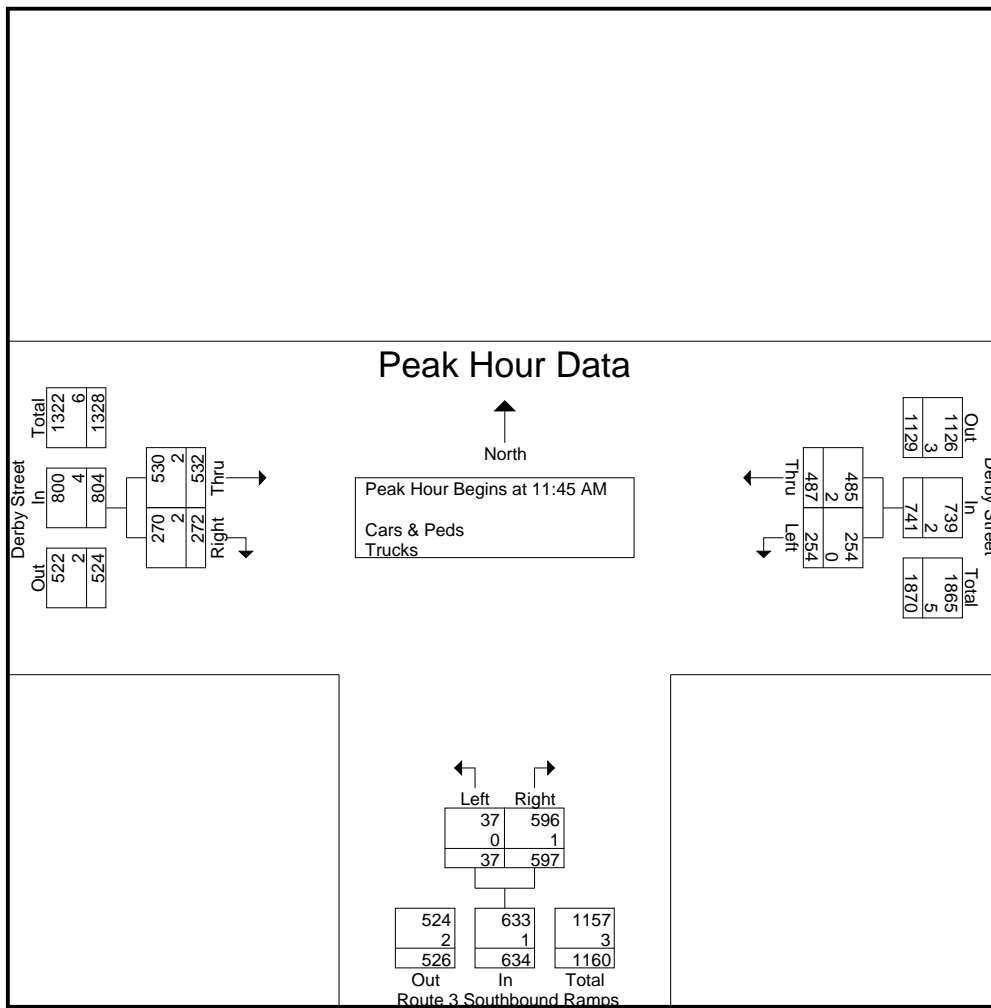 Peak Hour Data
North
Peak Hour Begins at 11:45 AM
Cars & Peds
Trucks
Derby Street
Total
1322
6
1328
In
800
4
804
Out
522
2
524
530
2
532
Thru
270
2
272
Right
Derby Street
Out
1126
3
1129
In
739
2
741
Total
1865
5
1870
Thru
485
2
487
Left
254
0
254
Left Right
37 596
0 1
37 597
524 633 1157
2 1 3
526 634 1160
Out In Total
Route 3 Southbound Ramps